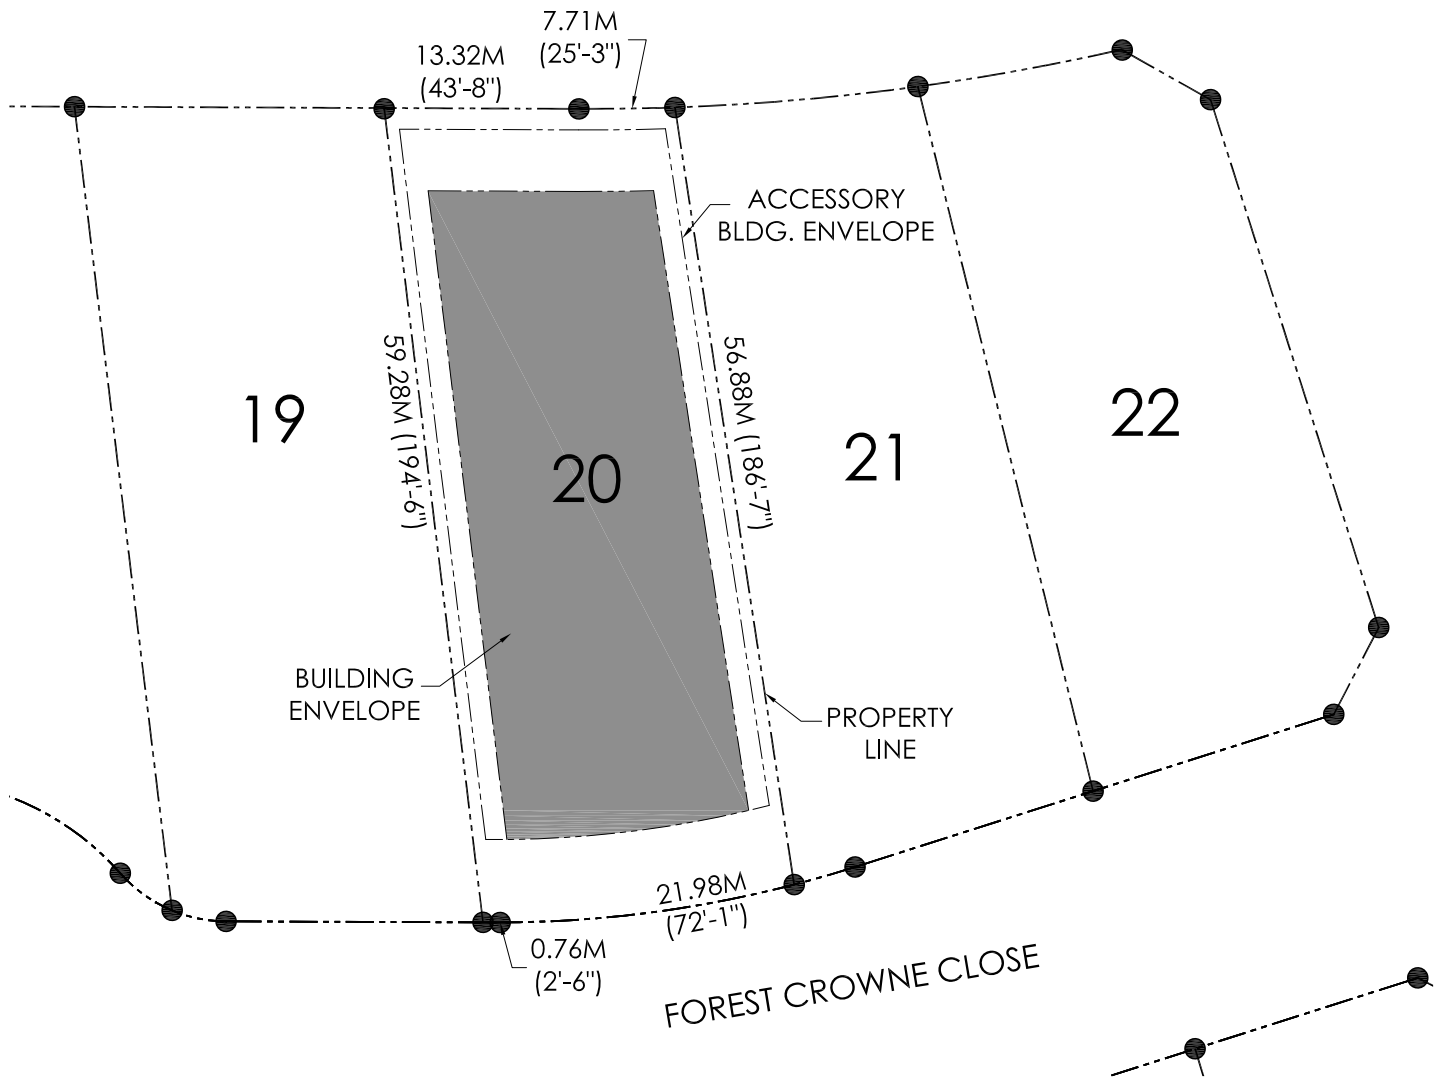 7.71M
(25'-3")
13.32M
(43'-8")
ACCESSORY
BLDG. ENVELOPE
59.28M (194'-6")
56.88M (186'-7")
19
20
21
22
BUILDING
ENVELOPE
PROPERTY
LINE
21.98M
(72'-1")
0.76M
(2'-6")
FOREST CROWNE CLOSE